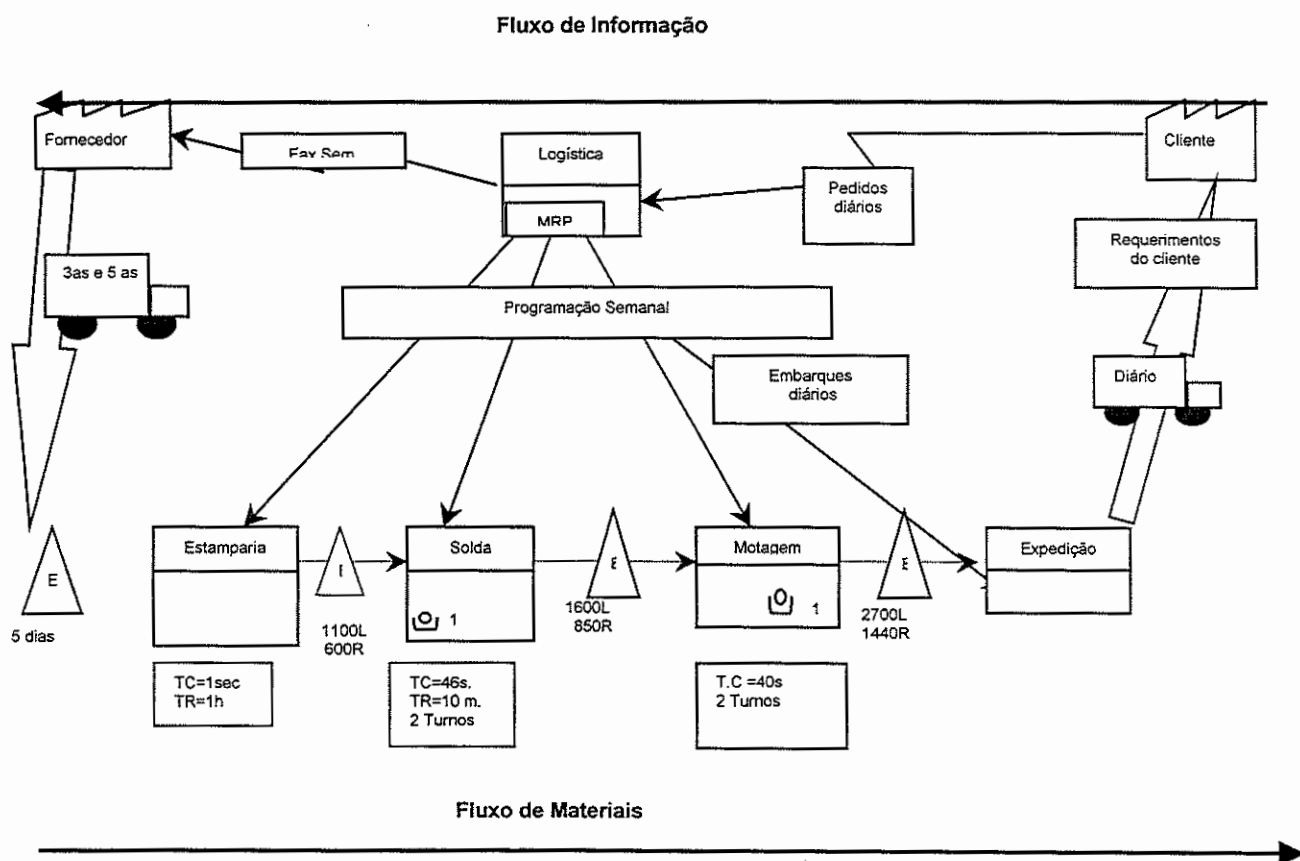 Fluxo de Informação
Fornecedor
Fax Sem
Logística
MRP
Pedidos
diários
Cliente
Requerimentos
do cliente
3as e 5 as
Programação Semanal
Embarques
diários
Diário
E
5 dias
Estamparia
1100L
600R
Solda
1
E
1600L
850R
Motagem
1
E
2700L
1440R
Expedição
TC=1sec
TR=1h
TC=46s.
TR=10 m.
2 Turnos
T.C =40s
2 Turnos
Fluxo de Materiais